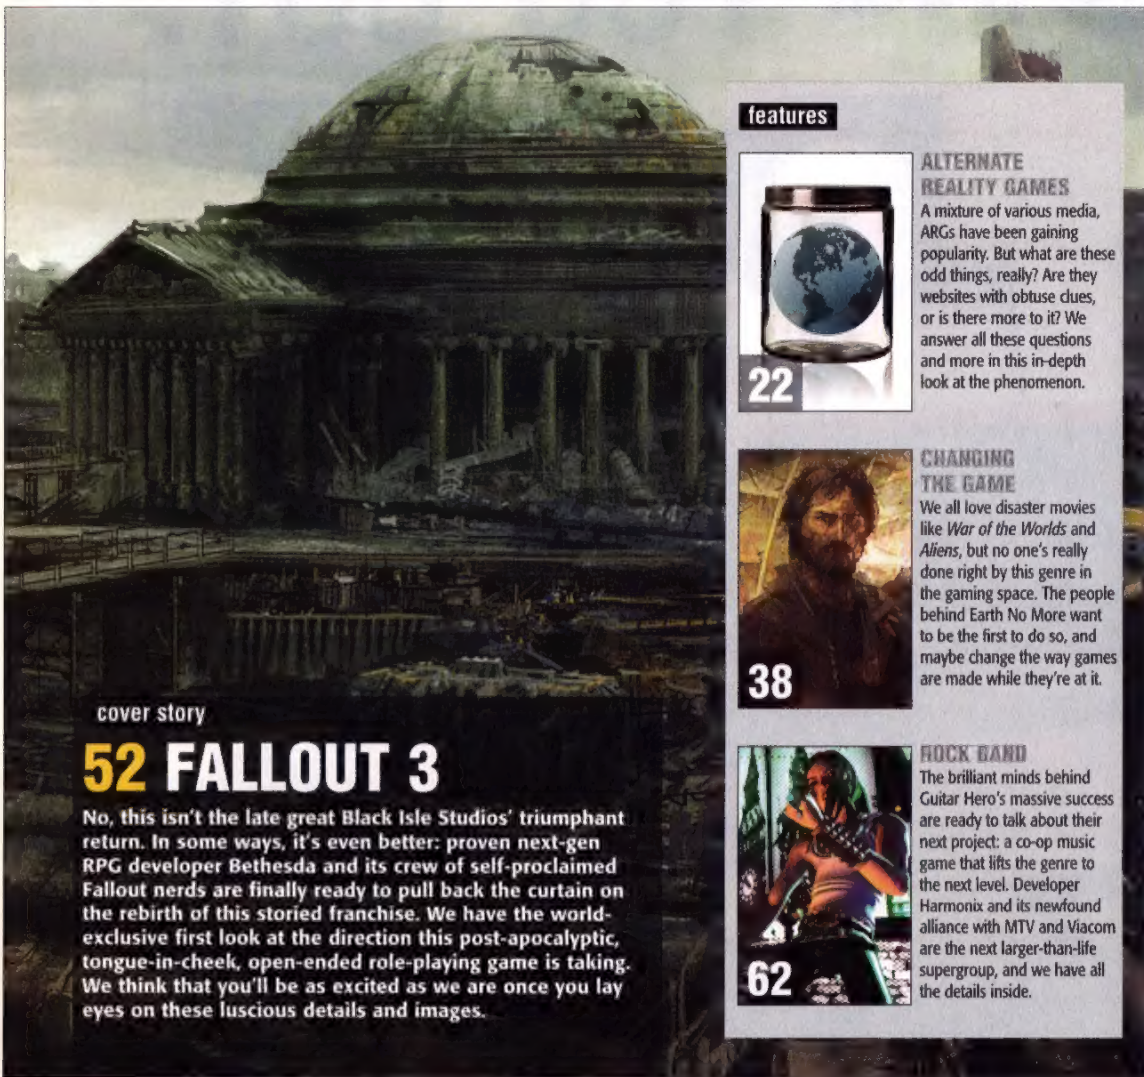 features
ALTERNATE
REALITY GAMES
A mixture of various media,
ARGs have been gaining
popularity. But what are these
odd things, really? Are they
websites with obtuse clues,
or is there more to it? We
answer all these questions
and more in this in-depth
look at the phenomenon.
22
CHANGING
THE GAME
We all love disaster movies
like War of the Worlds and
Aliens, but no one's really
done right by this genre in
the gaming space. The people
behind Earth No More want
to be the first to do so, and
maybe change the way games
are made while they're at it.
38
ROCK BAND
The brilliant minds behind
Guitar Hero's massive success
are ready to talk about their
next project: a co-op music
game that lifts the genre to
the next level. Developer
Harmonix and its newfound
alliance with MTV and Viacom
are the next larger-than-life
supergroup, and we have all
the details inside.
62
cover story
52 FALLOUT 3
No, this isn't the late great Black Isle Studios' triumphant
return. In some ways, it's even better: proven next-gen
RPG developer Bethesda and its crew of self-proclaimed
Fallout nerds are finally ready to pull back the curtain on
the rebirth of this storied franchise. We have the world-
exclusive first look at the direction this post-apocalyptic,
tongue-in-cheek, open-ended role-playing game is taking.
We think that you'll be as excited as we are once you lay
eyes on these luscious details and images.